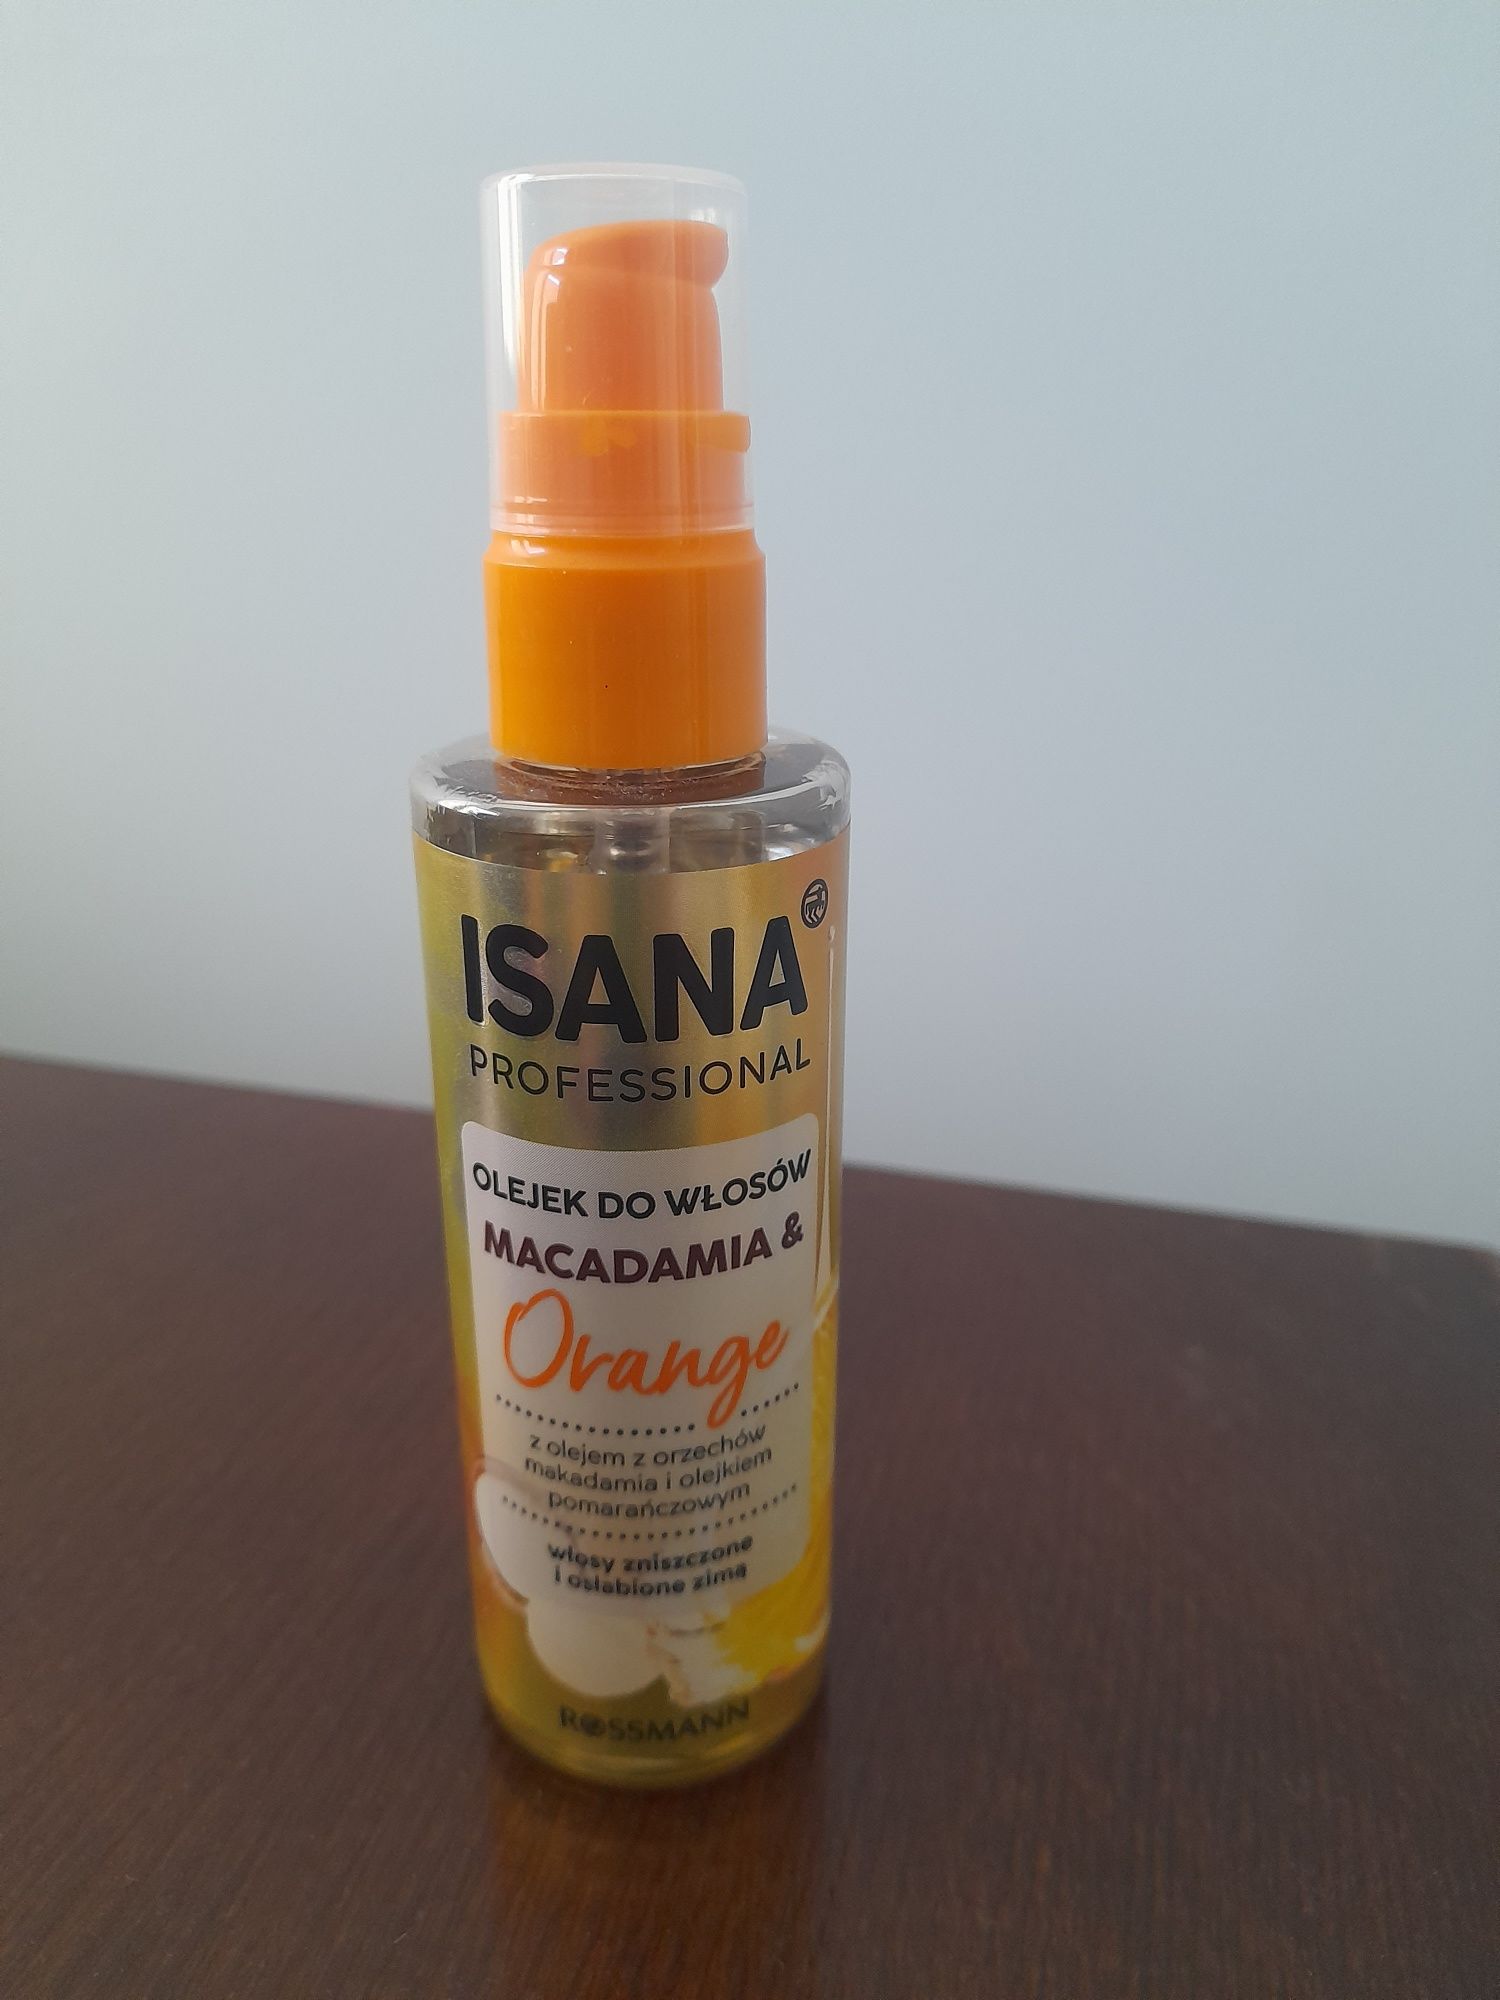 ISANA
PROFESSIONAL
OLEJEK DO WŁOSÓW
MACADAMIA &
Orange
z olejem z orzechów
makadamia i olejkiem
pomarańczowym
włosy zniszczone
i osłabione zimą
ROSSMANN